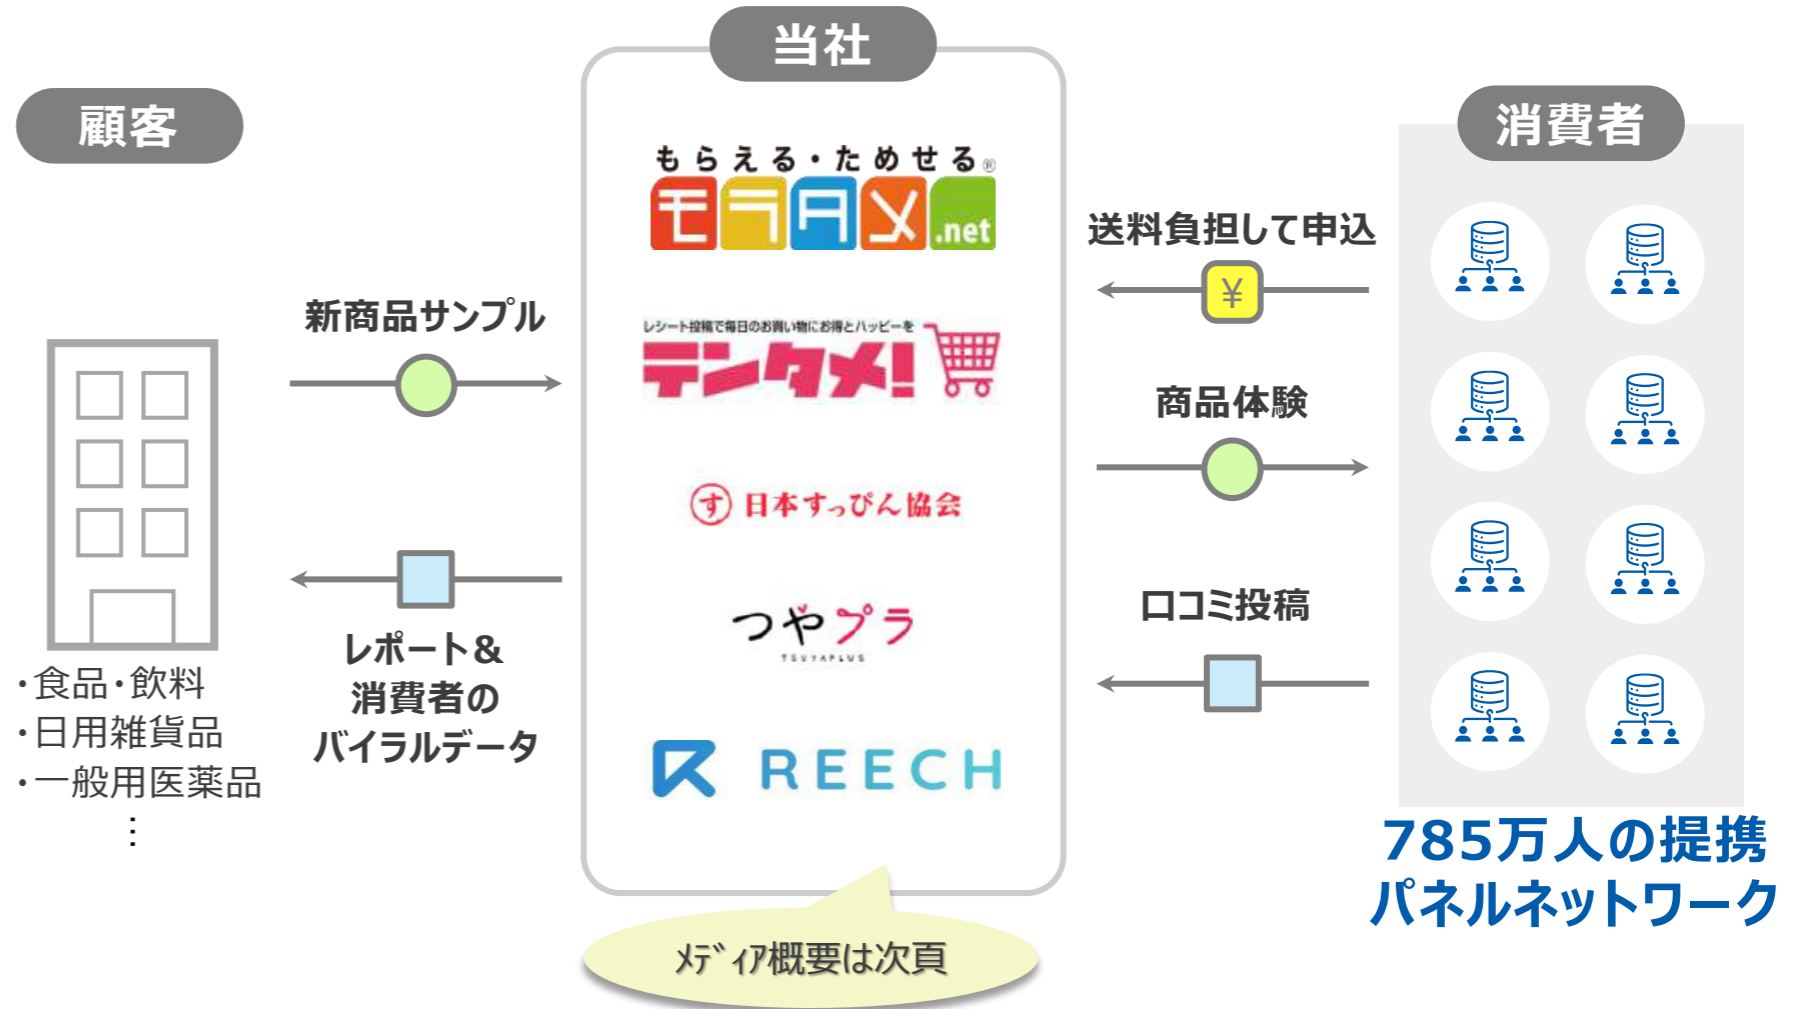 当社
顧客
消費者
もらえる・ためせる®
モラタメ.net
送料負担して申込
¥
新商品サンプル
レシート投稿で毎日のお買い物にお得とハッピーを
テンタメ!
商品体験
す 日本すっぴん協会
口コミ投稿
つやプラ
TSUYAPLUS
レポート&
消費者の
バイラルデータ
・食品・飲料
・日用雑貨品
・一般用医薬品
…
REECH
785万人の提携
パネルネットワーク
ﾒﾃﾞｨｱ概要は次頁